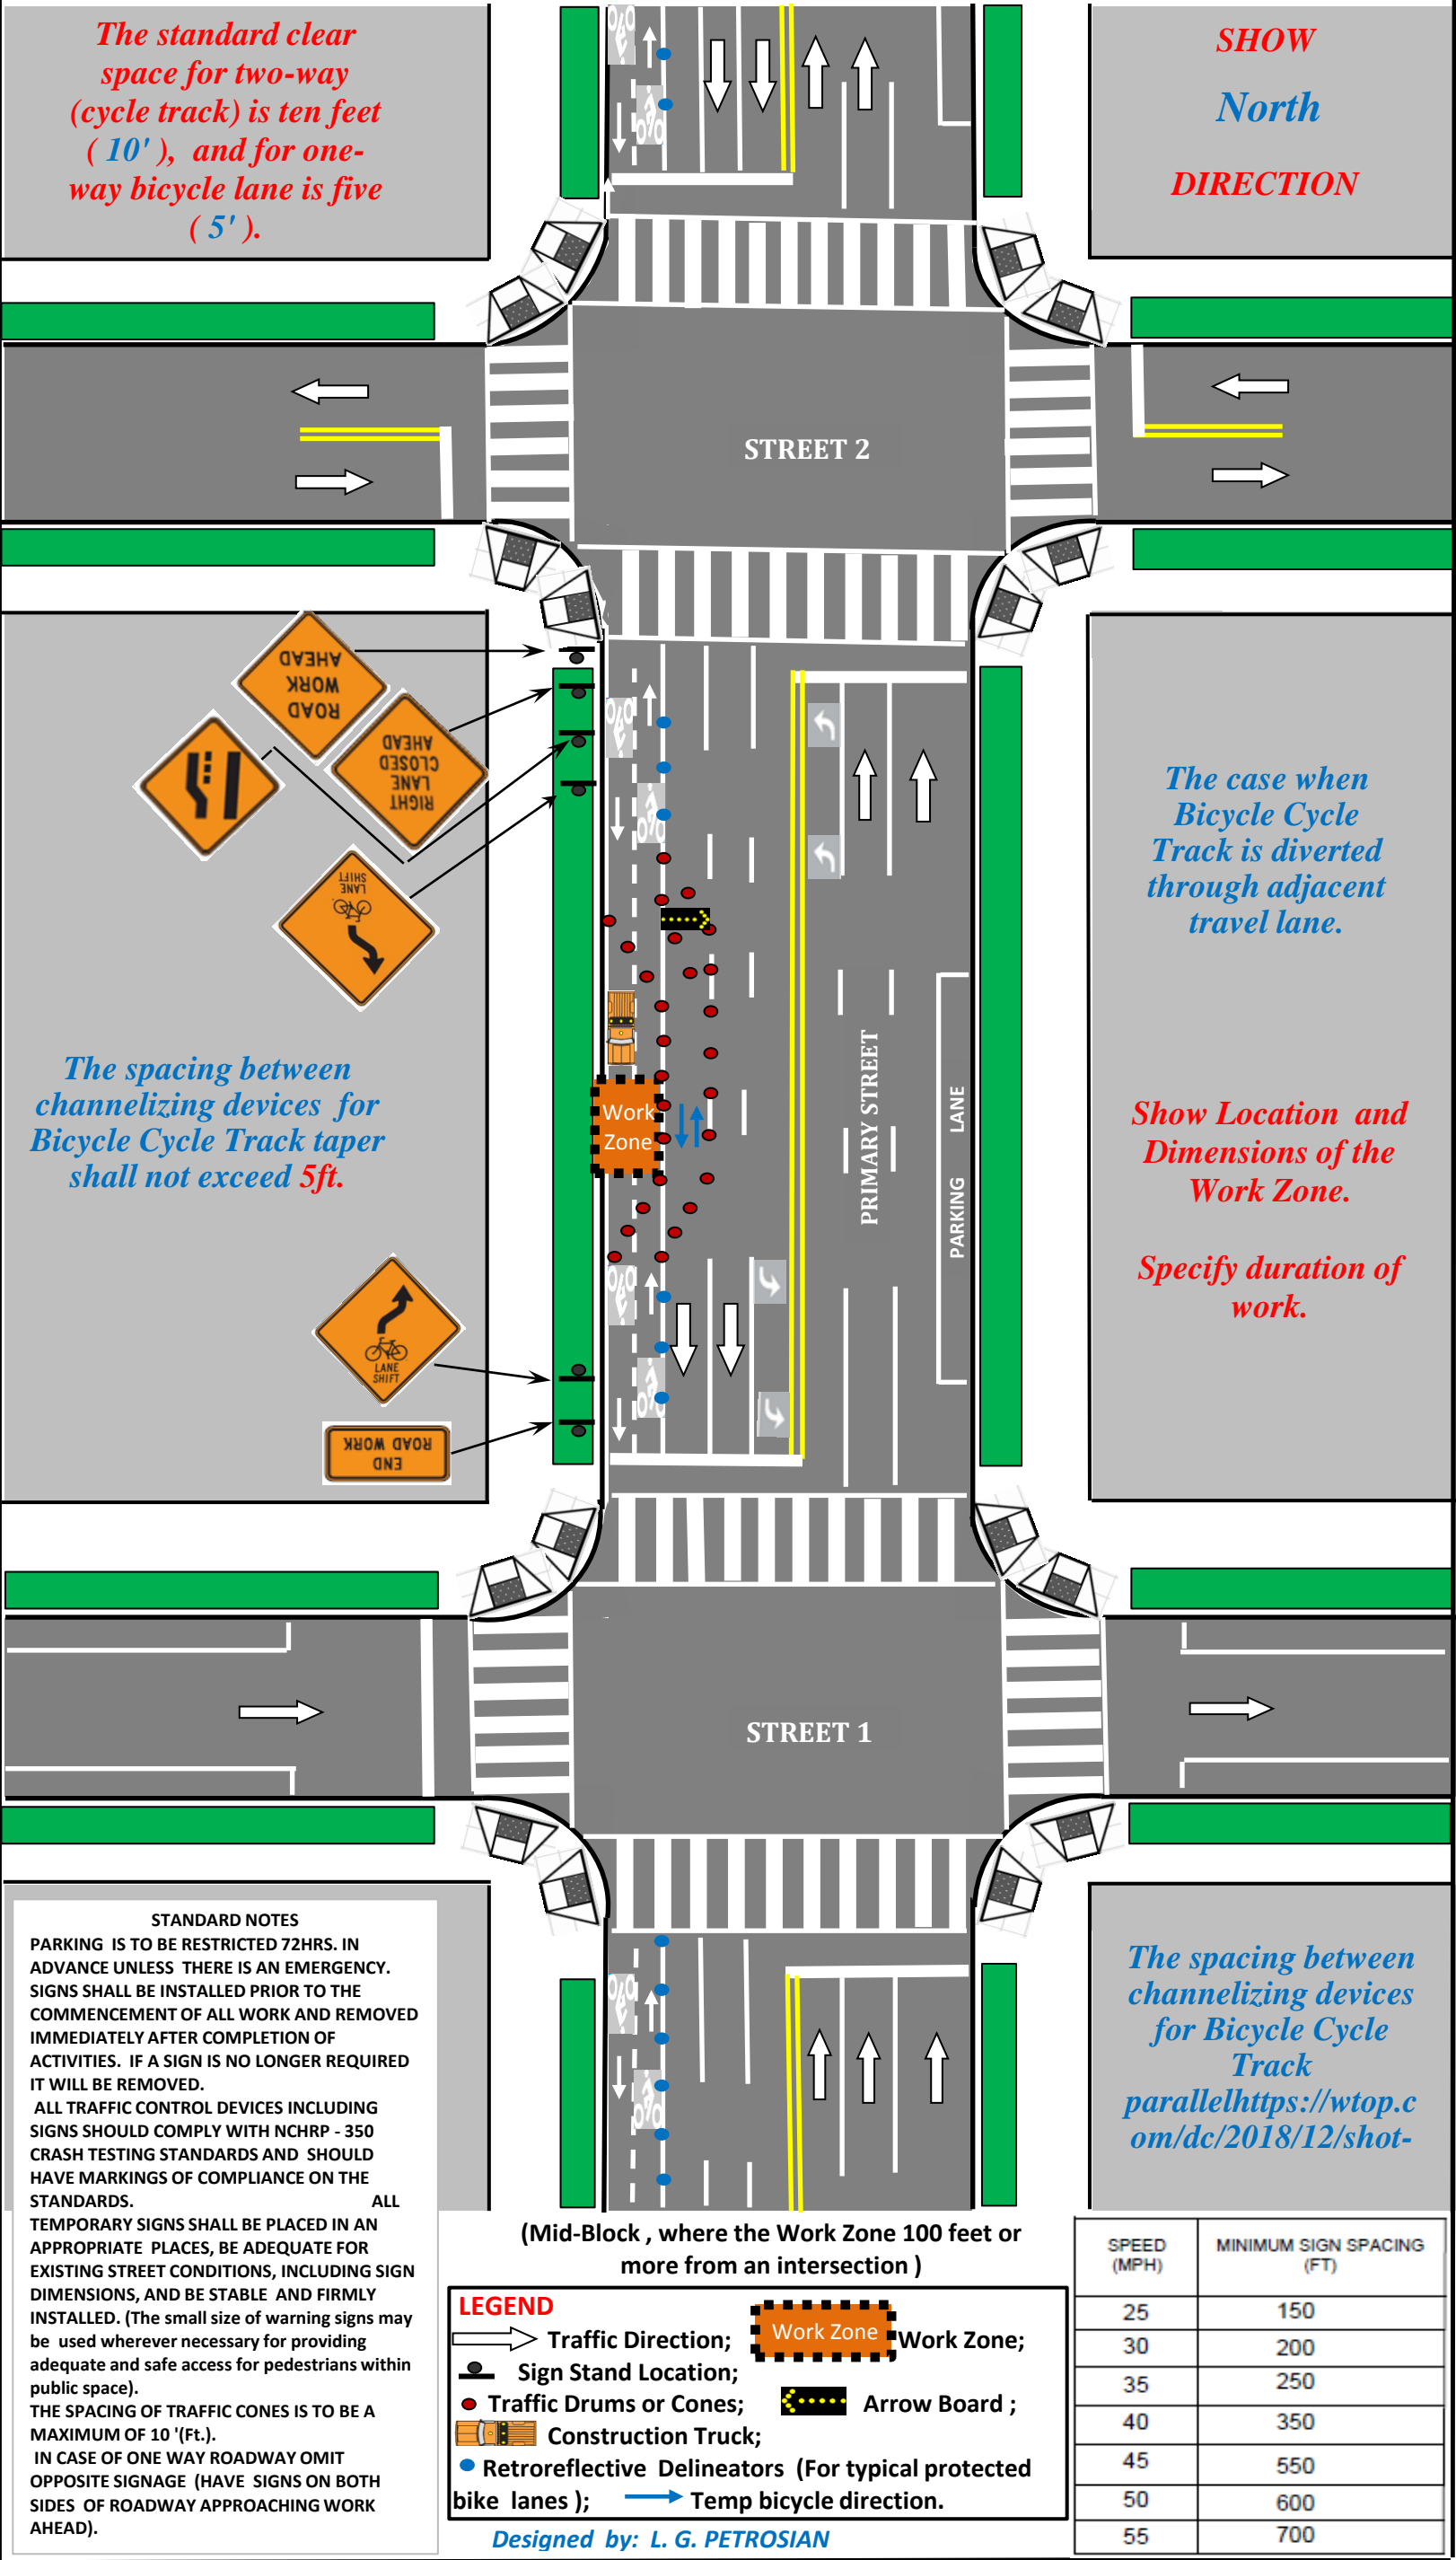 The standard clear
space for two-way
(cycle track) is ten feet
( 10' ), and for one-
way bicycle lane is five
( 5' ).
SHOW
North
DIRECTION
STREET 2
ROAD
WORK
AHEAD
RIGHT
LANE
CLOSED
AHEAD
LANE
SHIFT
The case when
Bicycle Cycle
Track is diverted
through adjacent
travel lane.
The spacing between
channelizing devices for
Bicycle Cycle Track taper
shall not exceed 5ft.
Work
Zone
PRIMARY STREET
PARKING LANE
Show Location and
Dimensions of the
Work Zone.
Specify duration of
work.
LANE
SHIFT
END
ROAD WORK
STREET 1
STANDARD NOTES
PARKING IS TO BE RESTRICTED 72HRS. IN
ADVANCE UNLESS THERE IS AN EMERGENCY.
SIGNS SHALL BE INSTALLED PRIOR TO THE
COMMENCEMENT OF ALL WORK AND REMOVED
IMMEDIATELY AFTER COMPLETION OF
ACTIVITIES. IF A SIGN IS NO LONGER REQUIRED
IT WILL BE REMOVED.
ALL TRAFFIC CONTROL DEVICES INCLUDING
SIGNS SHOULD COMPLY WITH NCHRP - 350
CRASH TESTING STANDARDS AND SHOULD
HAVE MARKINGS OF COMPLIANCE ON THE
STANDARDS. ALL
TEMPORARY SIGNS SHALL BE PLACED IN AN
APPROPRIATE PLACES, BE ADEQUATE FOR
EXISTING STREET CONDITIONS, INCLUDING SIGN
DIMENSIONS, AND BE STABLE AND FIRMLY
INSTALLED. (The small size of warning signs may
be used wherever necessary for providing
adequate and safe access for pedestrians within
public space).
THE SPACING OF TRAFFIC CONES IS TO BE A
MAXIMUM OF 10 '(Ft.).
IN CASE OF ONE WAY ROADWAY OMIT
OPPOSITE SIGNAGE (HAVE SIGNS ON BOTH
SIDES OF ROADWAY APPROACHING WORK
AHEAD).
The spacing between
channelizing devices
for Bicycle Cycle
Track
parallelhttps://wtop.c
om/dc/2018/12/shot-
(Mid-Block , where the Work Zone 100 feet or
more from an intersection )
LEGEND
Traffic Direction; Work Zone Work Zone;
Sign Stand Location;
Traffic Drums or Cones; Arrow Board ;
Construction Truck;
Retroreflective Delineators (For typical protected
bike lanes ); Temp bicycle direction.
Designed by: L. G. PETROSIAN
SPEED (MPH) MINIMUM SIGN SPACING (FT)
25 150
30 200
35 250
40 350
45 550
50 600
55 700